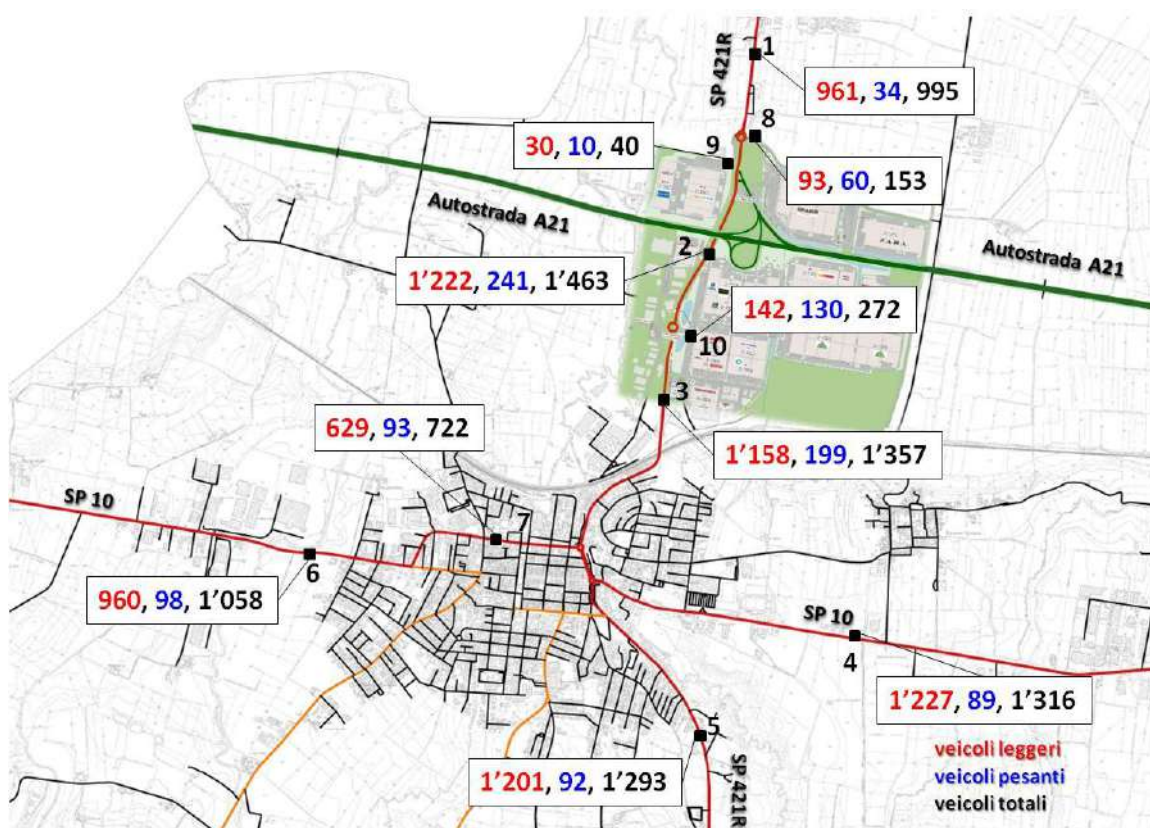 SP 421R
1
961, 34, 995
8
30, 10, 40
9
93, 60, 153
Autostrada A21
Autostrada A21
2
1’222, 241, 1’463
142, 130, 272
10
3
629, 93, 722
1’158, 199, 1’357
SP 10
7
6
960, 98, 1’058
SP 10
4
1’227, 89, 1’316
5
1’201, 92, 1’293
SP 421R
veicoli leggeri
veicoli pesanti
veicoli totali